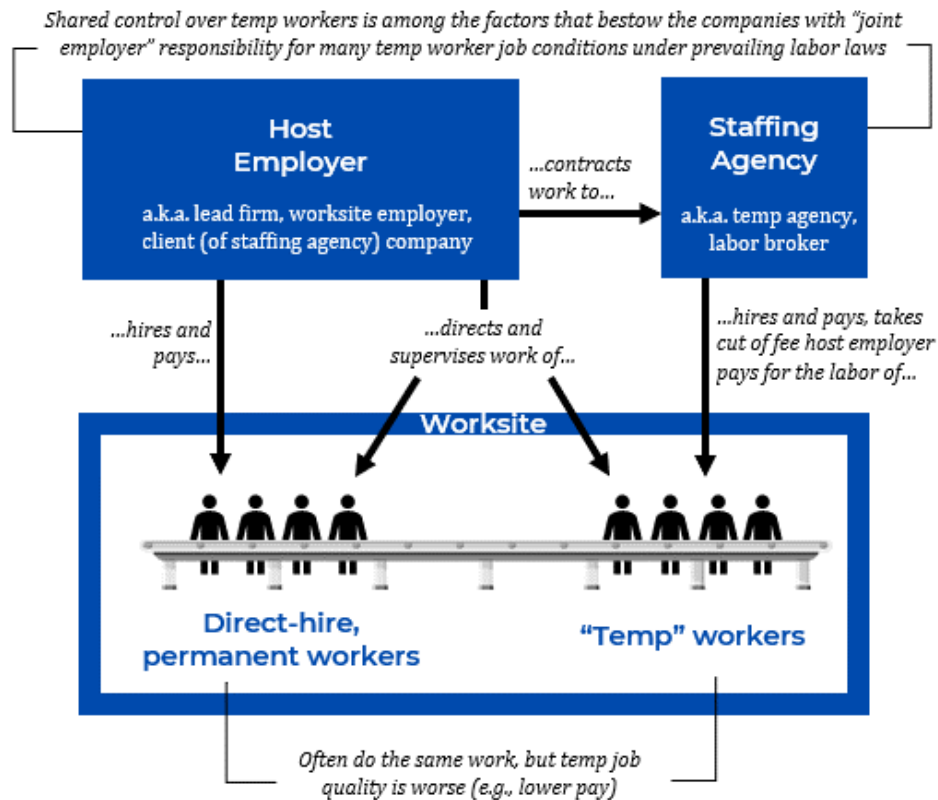 Shared control over temp workers is among the factors that bestow the companies with “joint
employer” responsibility for many temp worker job conditions under prevailing labor laws
Host
Employer
a.k.a. lead firm, worksite employer,
client (of staffing agency) company
...contracts
work to...
Staffing
Agency
a.k.a. temp agency,
labor broker
...hires and
pays...
...directs and
supervises work of...
...hires and pays, takes
cut of fee host employer
pays for the labor of...
Worksite
Direct-hire,
permanent workers
“Temp” workers
Often do the same work, but temp job
quality is worse (e.g., lower pay)